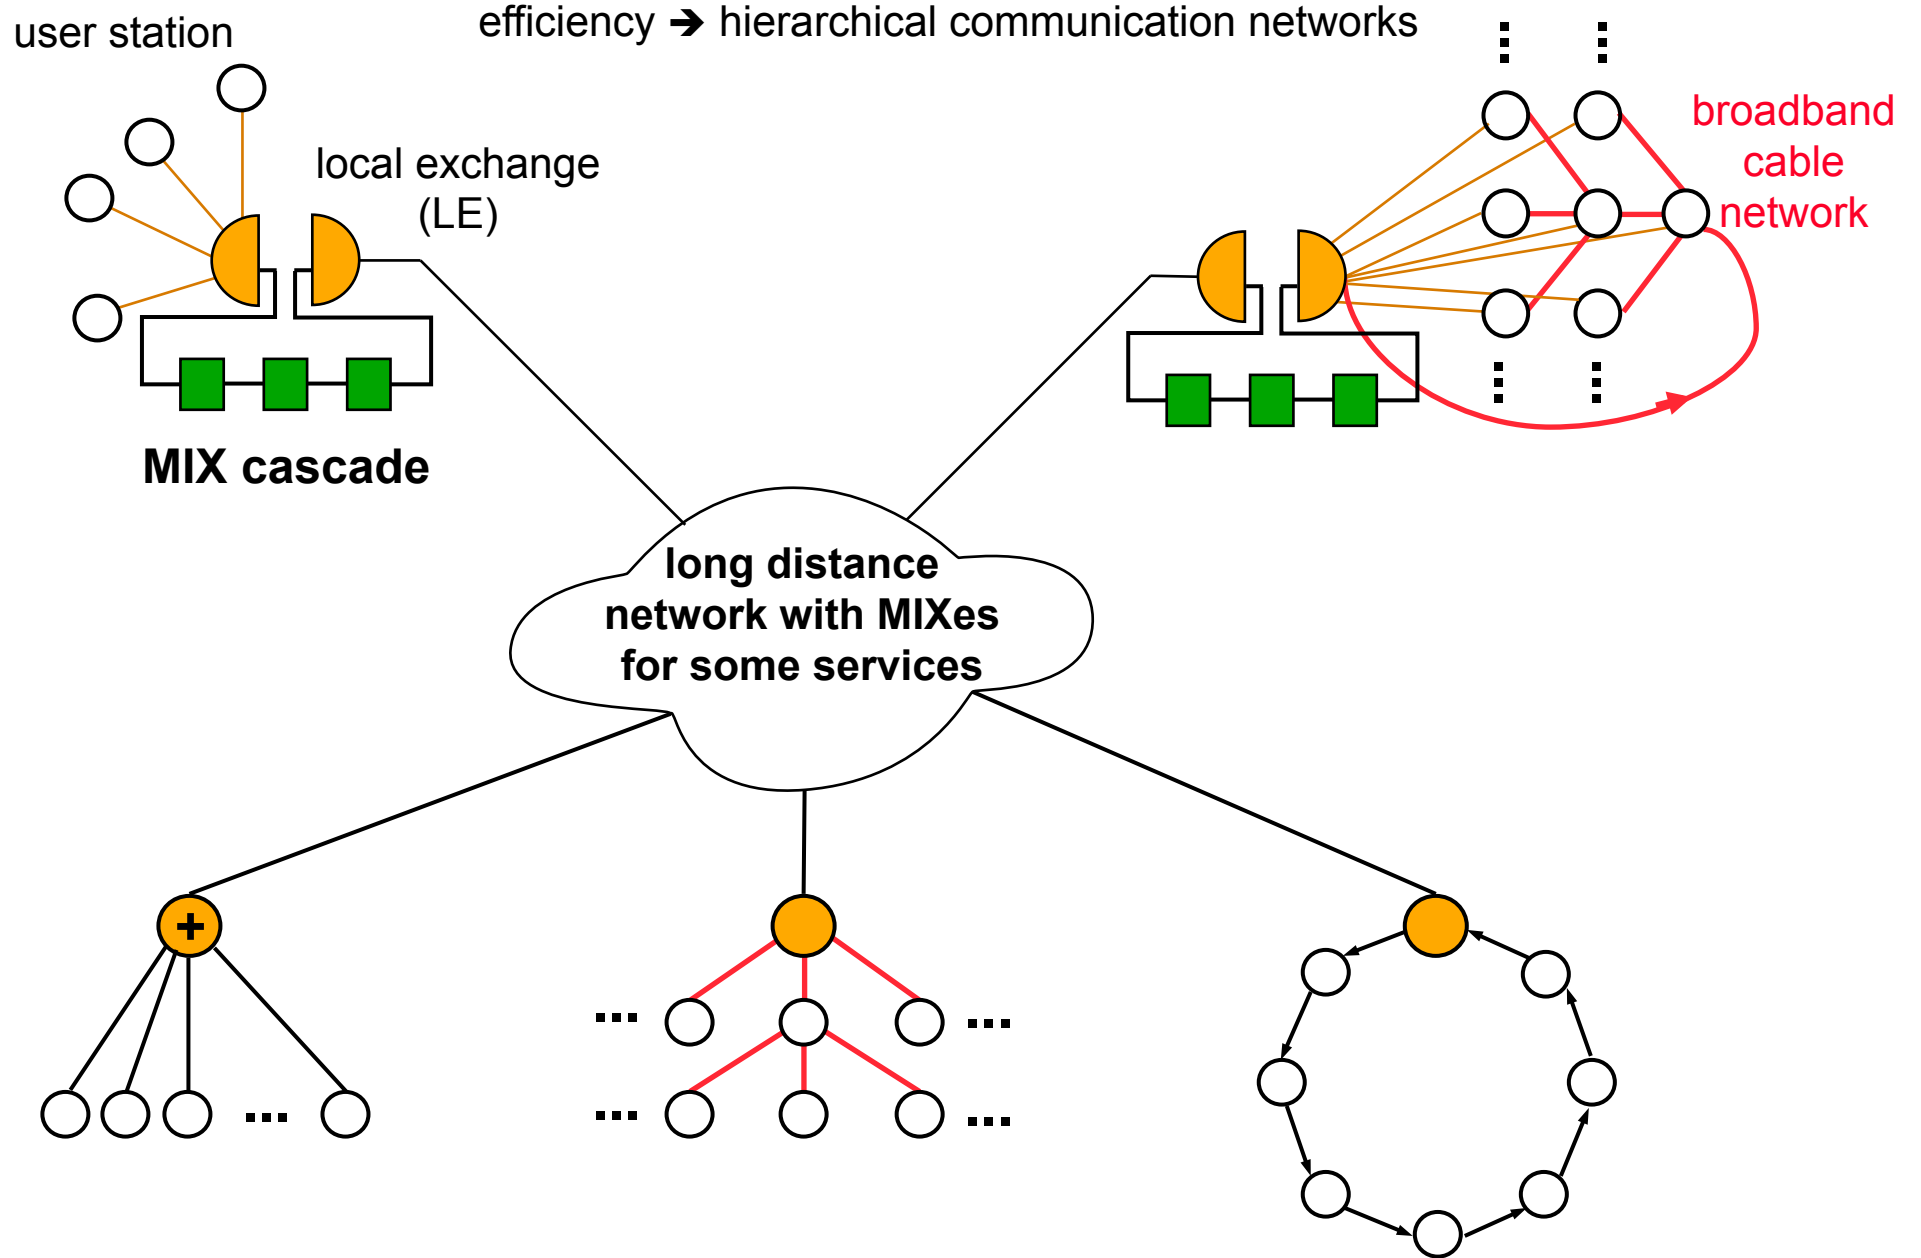 efficiency ➔ hierarchical communication networks
user station
local exchange
(LE)
broadband
cable
network
MIX cascade
long distance
network with MIXes
for some services
+